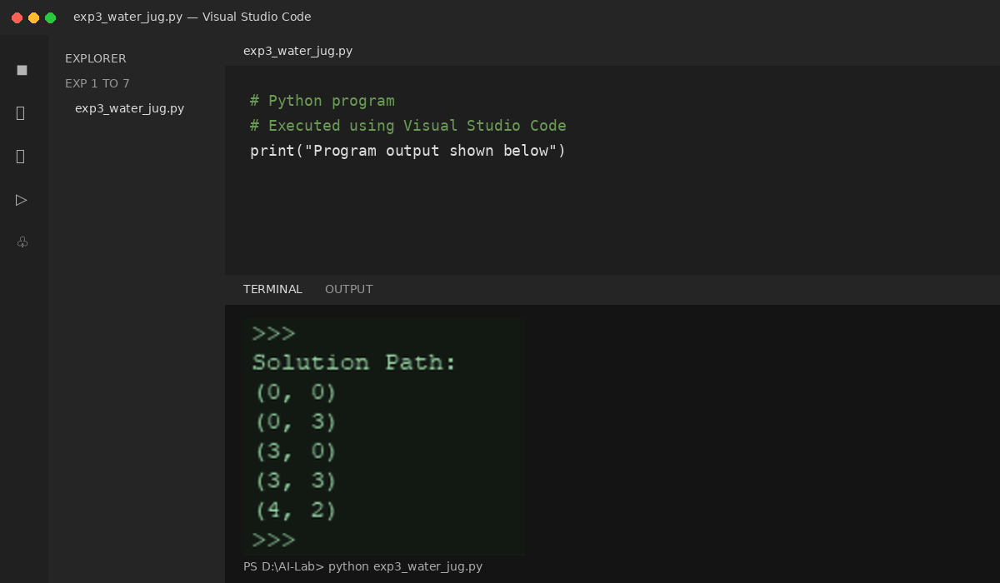 exp3_water_jug.py — Visual Studio Code
EXPLORER
EXP 1 TO 7
exp3_water_jug.py
exp3_water_jug.py
# Python program
# Executed using Visual Studio Code
print("Program output shown below")
TERMINAL OUTPUT
>>>
Solution Path:
(0, 0)
(0, 3)
(3, 0)
(3, 3)
(4, 2)
>>>
PS D:\AI-Lab> python exp3_water_jug.py